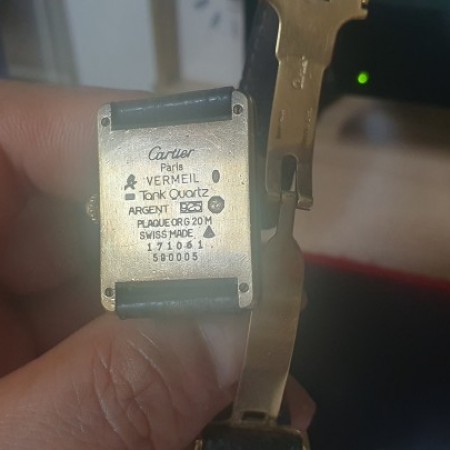 Cartier
Paris
VERMEIL
Tank Quartz
ARGENT 925
PLAQUE OR G 20 M
SWISS MADE
171061
590005